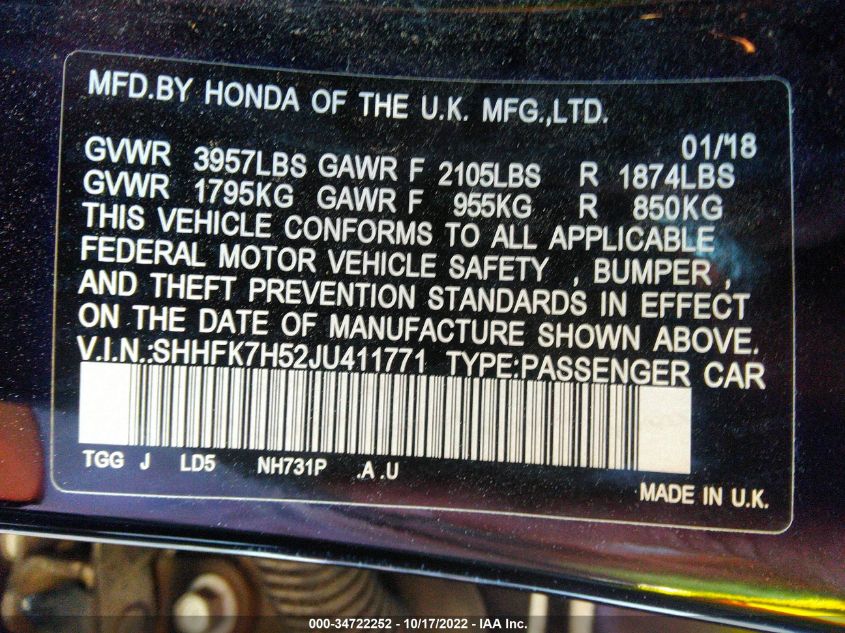 MFD.BY HONDA OF THE U.K. MFG.,LTD.
01/'18
GVWR 3957LBS GAWR F 2105LBS R 1874LBS
GVWR 1795KG GAWR F 955KG R 850KG
THIS VEHICLE CONFORMS TO ALL APPLICABLE
FEDERAL MOTOR VEHICLE SAFETY , BUMPER ,
AND THEFT PREVENTION STANDARDS IN EFFECT
ON THE DATE OF MANUFACTURE SHOWN ABOVE.
V.I.N.:SHHFK7H52JU411771 TYPE:PASSENGER CAR
TGG J LD5 NH731P .A .U
MADE IN U.K.
000-34722252 - 10/17/2022 - IAA Inc.